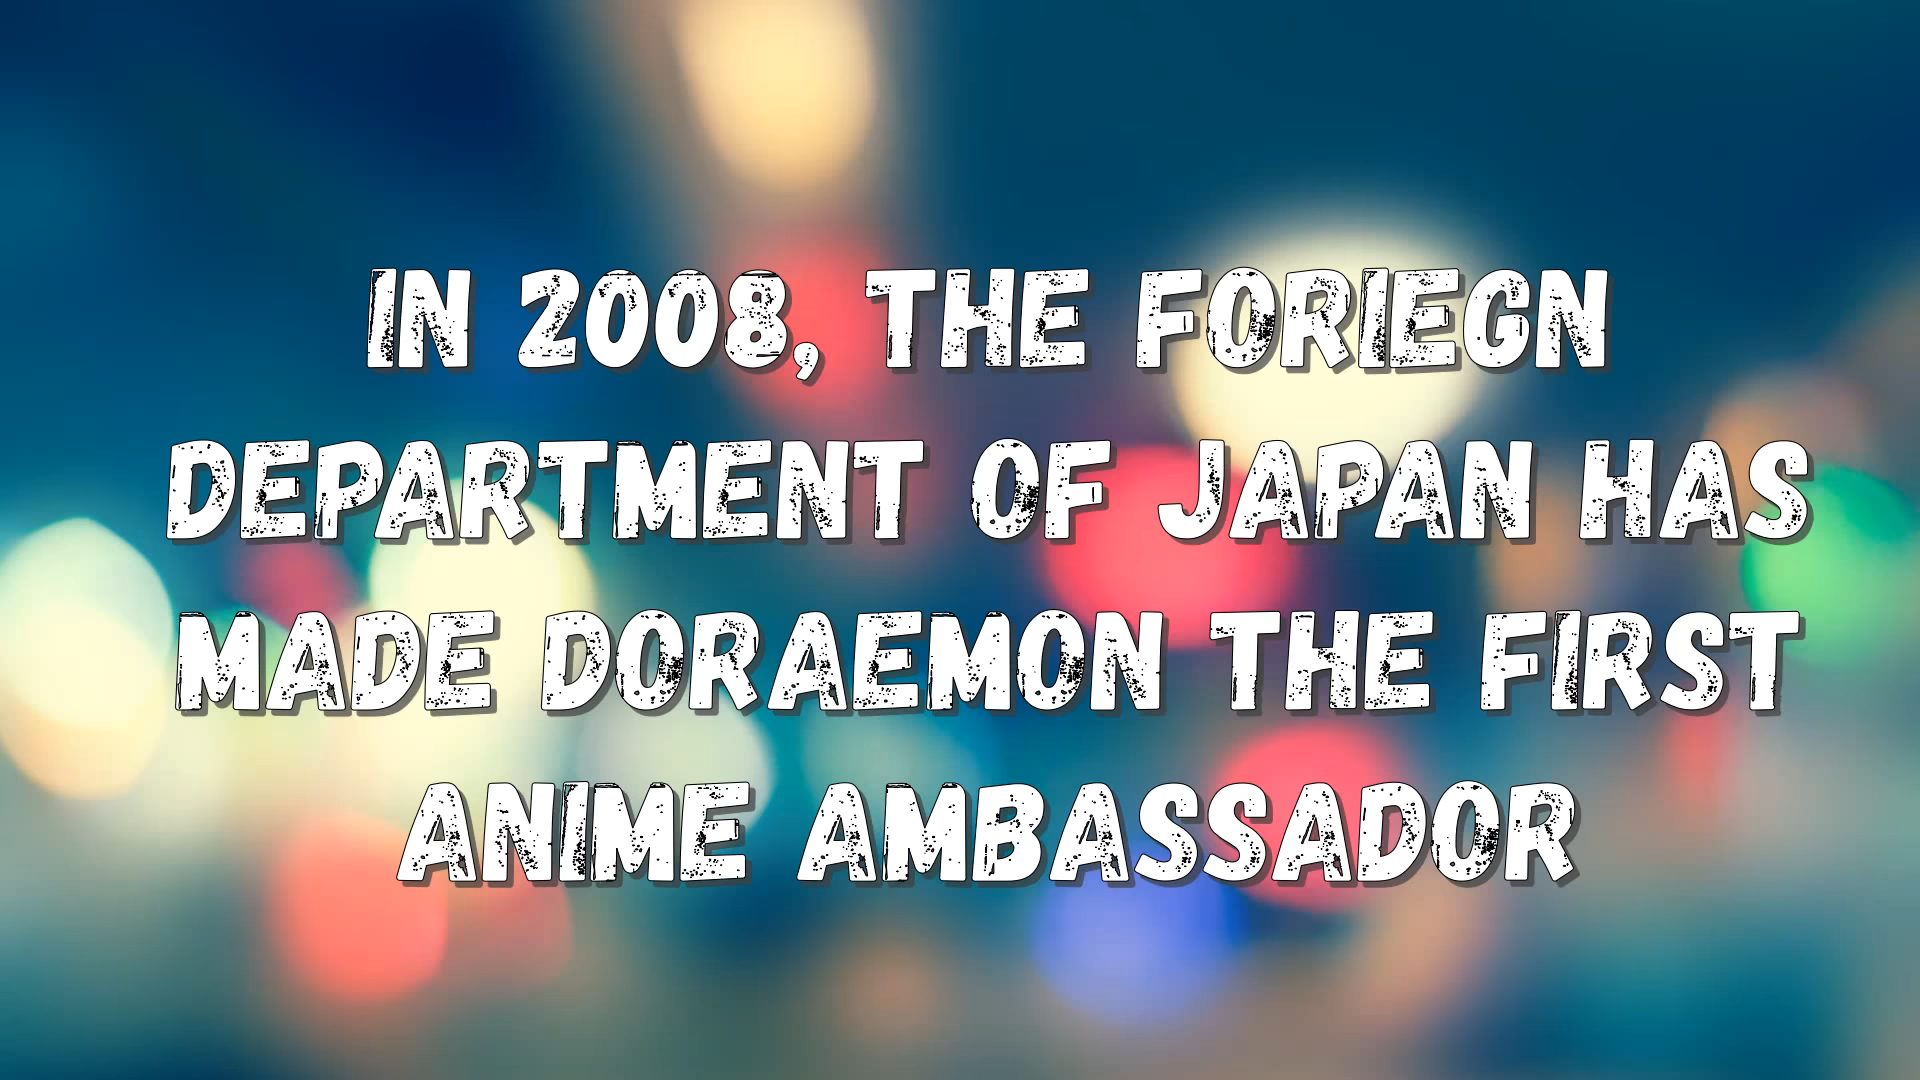 IN 2008, THE FORIEGN
DEPARTMENT OF JAPAN HAS
MADE DORAEMON THE FIRST
ANIME AMBASSADOR